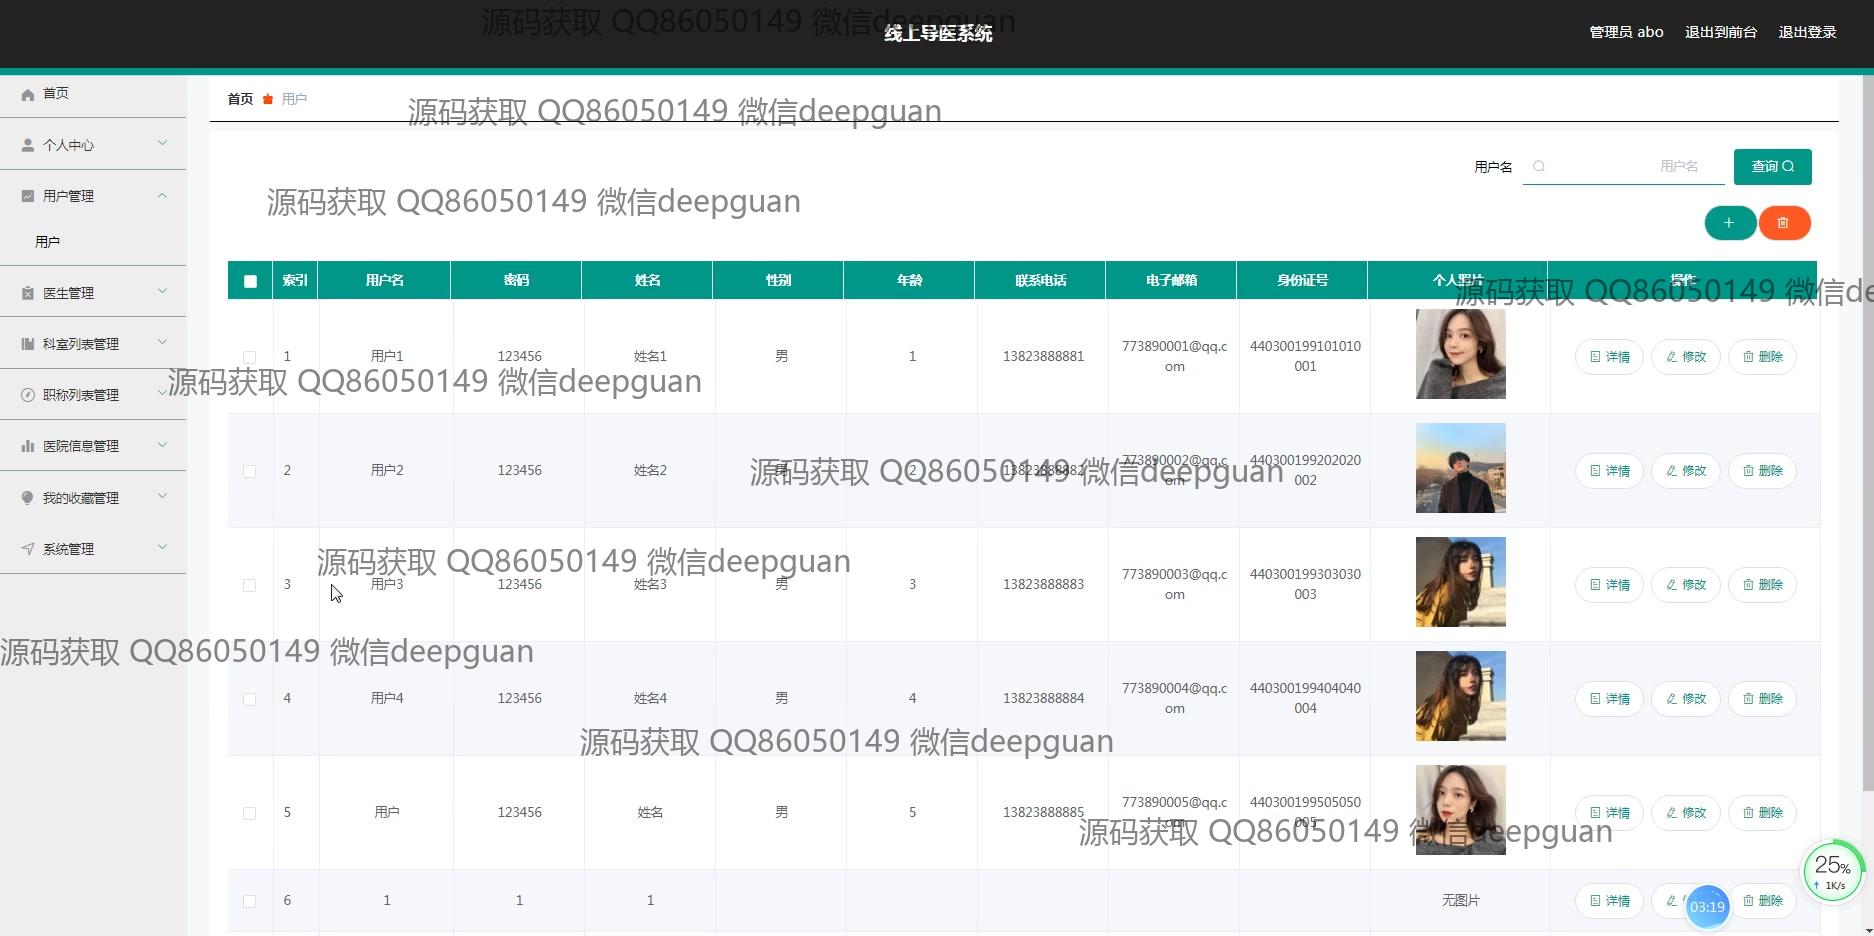 源码获取 QQ86050149 微信deepguan
线上导医系统
管理员 abo 退出到前台 退出登录
首页
个人中心
用户管理
用户
医生管理
科室列表管理
职称列表管理
医院信息管理
我的收藏管理
系统管理
首页 用户
源码获取 QQ86050149 微信deepguan
用户名 用户名 查询
源码获取 QQ86050149 微信deepguan
索引 用户名 密码 姓名 性别 年龄 联系电话 电子邮箱 身份证号 个人照片 操作
源码获取 QQ86050149 微信de
1 用户1 123456 姓名1 男 1 13823888881 773890001@qq.c 440300199101010 详情 修改 删除
om 001
源码获取 QQ86050149 微信deepguan
2 用户2 123456 姓名2 男 2 13823888882 773890002@qq.c 440300199202020 详情 修改 删除
om 002
源码获取 QQ86050149 微信deepguan
源码获取 QQ86050149 微信deepguan
3 用户3 123456 姓名3 男 3 13823888883 773890003@qq.c 440300199303030 详情 修改 删除
om 003
源码获取 QQ86050149 微信deepguan
4 用户4 123456 姓名4 男 4 13823888884 773890004@qq.c 440300199404040 详情 修改 删除
om 004
源码获取 QQ86050149 微信deepguan
5 用户 123456 姓名 男 5 13823888885 773890005@qq.c 440300199505050 详情 修改 删除
om 005
源码获取 QQ86050149 微信deepguan
25%
1K/s
6 1 1 1 无图片 详情 删除
03:19